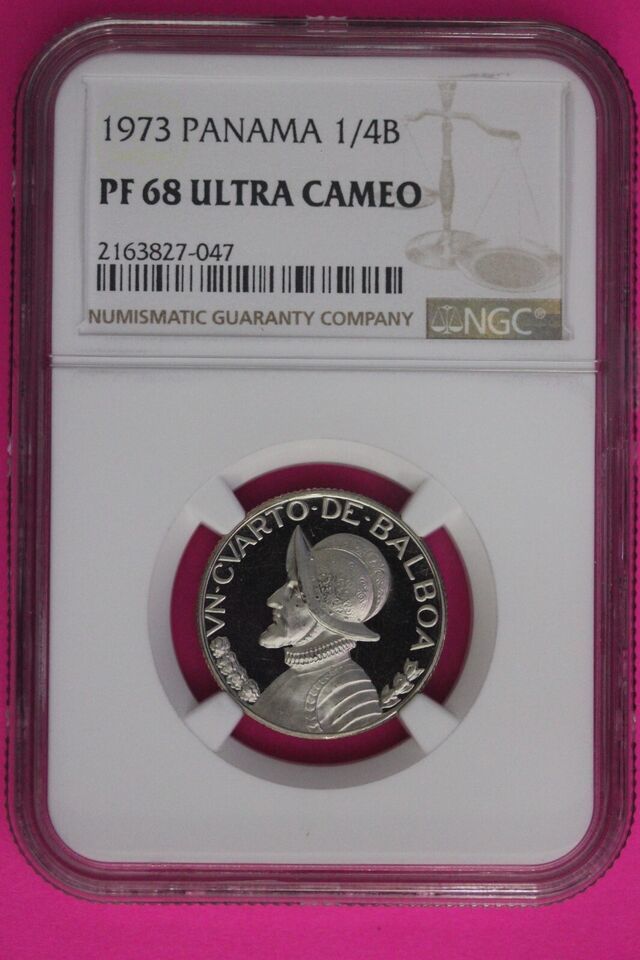 1973 PANAMA 1/4B
PF 68 ULTRA CAMEO
2163827-047
NUMISMATIC GUARANTY COMPANY
NGC®
VN·CVARTO·DE·BALBOA